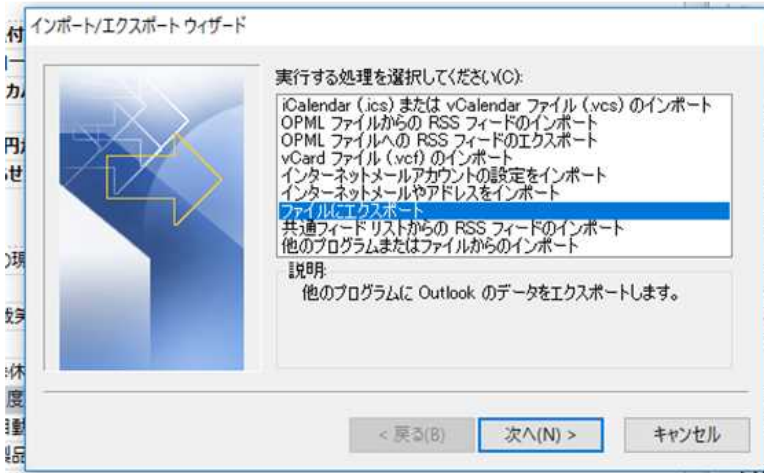 インポート/エクスポート ウィザード
実行する処理を選択してください(C):
iCalendar (.ics) または vCalendar ファイル (.vcs) のインポート
OPML ファイルからの RSS フィードのインポート
OPML ファイルへの RSS フィードのエクスポート
vCard ファイル (.vcf) のインポート
インターネットメールアカウントの設定をインポート
インターネットメールやアドレスをインポート
ファイルにエクスポート
共通フィード リストからの RSS フィードのインポート
他のプログラムまたはファイルからのインポート
説明:
他のプログラムに Outlook のデータをエクスポートします。
< 戻る(B)
次へ(N) >
キャンセル
付
カ
円
せ
の現
休
度
動
製品